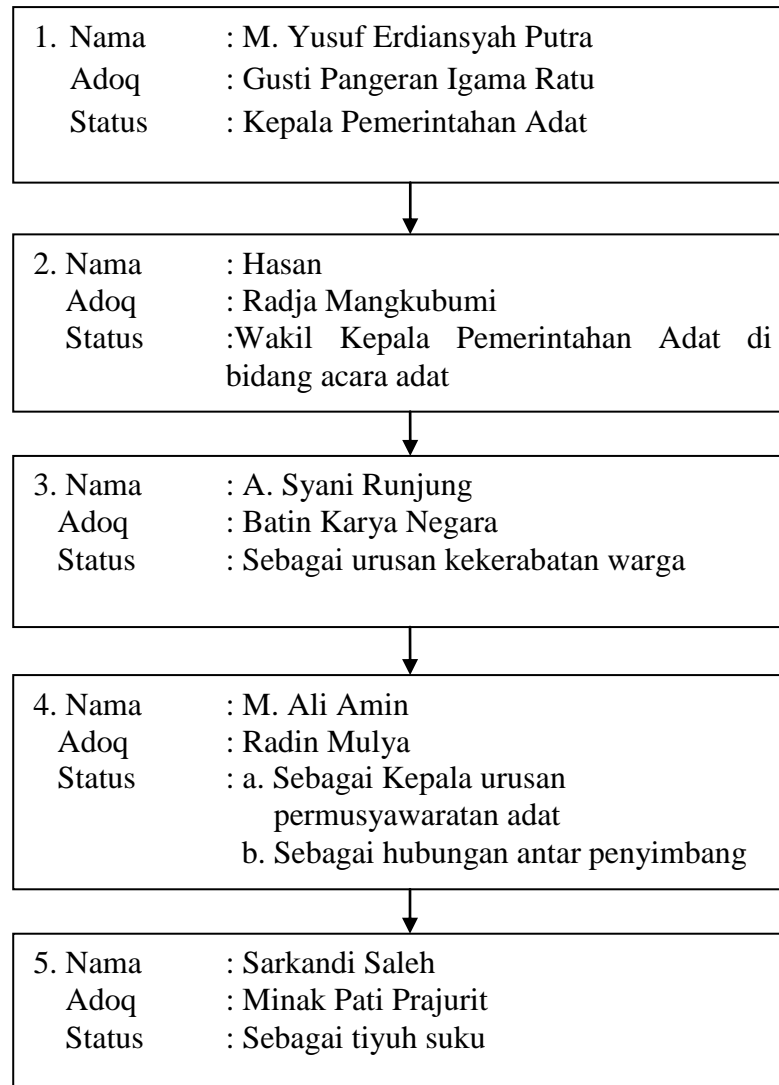 1. Nama : M. Yusuf Erdiansyah Putra
Adoq : Gusti Pangeran Igama Ratu
Status : Kepala Pemerintahan Adat
2. Nama : Hasan
Adoq : Radja Mangkubumi
Status :Wakil Kepala Pemerintahan Adat di
bidang acara adat
3. Nama : A. Syani Runjung
Adoq : Batin Karya Negara
Status : Sebagai urusan kekerabatan warga
4. Nama : M. Ali Amin
Adoq : Radin Mulya
Status : a. Sebagai Kepala urusan
permusyawaratan adat
b. Sebagai hubungan antar penyimbang
5. Nama : Sarkandi Saleh
Adoq : Minak Pati Prajurit
Status : Sebagai tiyuh suku